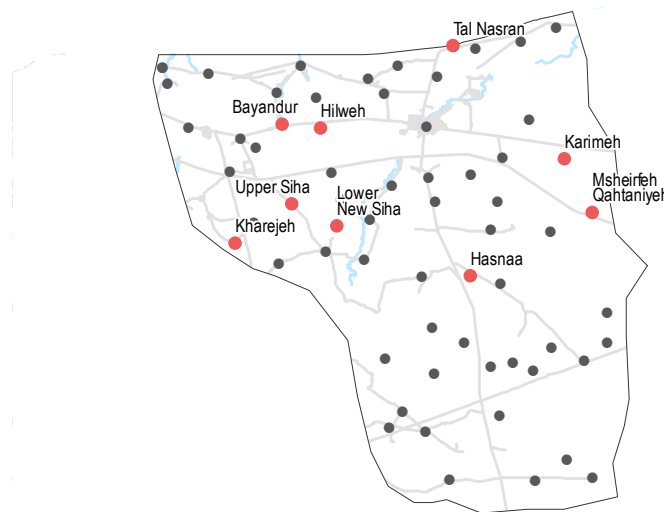 Tal Nasran
Bayandur
Hilweh
Karimeh
Upper Siha
Lower
New Siha
Msheirfeh
Qahtaniyeh
Kharejeh
Hasnaa